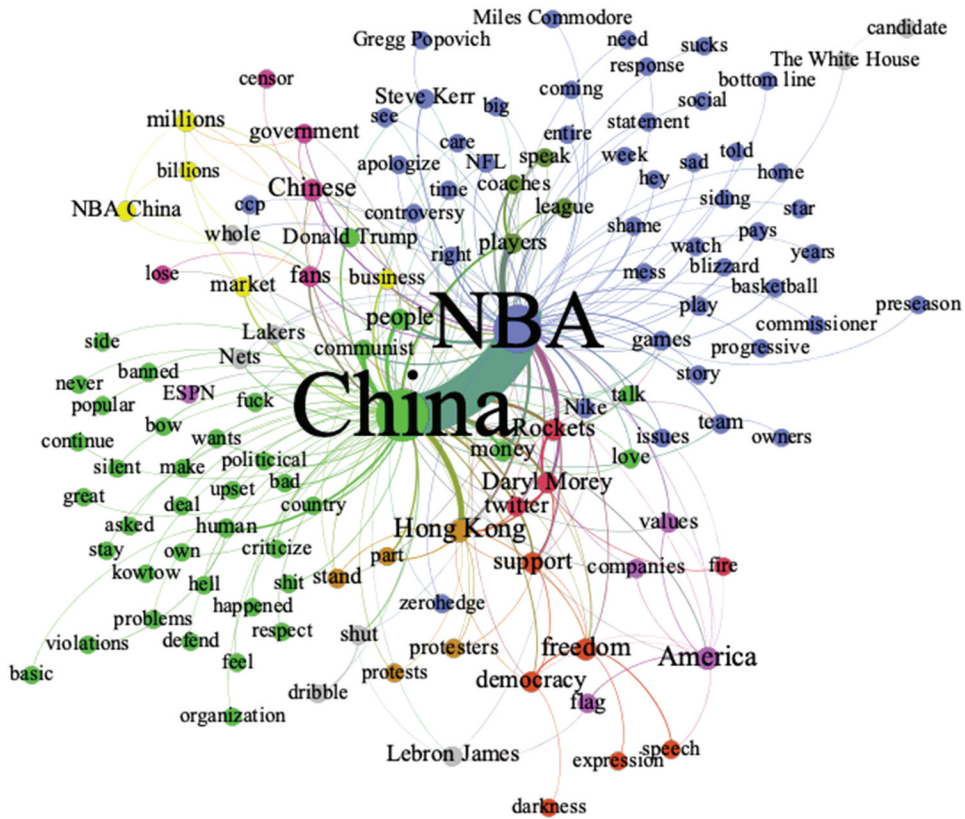 Miles Commodore
candidate
Gregg Popovich
need
sucks
The White House
response
censor
bottom line
coming
Steve Kerr
big
social
see
millions
government
entire
statement
care
week
told
apologize
NFL
speak
sad
billions
home
hey
Chinese
time
coaches
siding
NBA China
ccp
controversy
league
star
whole
Donald Trump
shame
pays
players
watch
right
years
lose
fans
business
mess
blizzard
market
basketball
play
preseason
people
NBA
Lakers
commissioner
side
communist
games
progressive
Nets
never
banned
story
ESPN
China
talk
popular
fuck
Nike
bow
Rockets
team
continue
wants
money
issues
owners
silent
make
politicical
love
great
upset
bad
Daryl Morey
deal
country
twitter
asked
human
Hong Kong
values
stay
own
criticize
part
support
companies
fire
kowtow
hell
shit
stand
happened
zerohedge
problems
violations
defend
respect
shut
protesters
freedom
feel
America
basic
protests
democracy
dribble
flag
organization
Lebron James
speech
expression
darkness